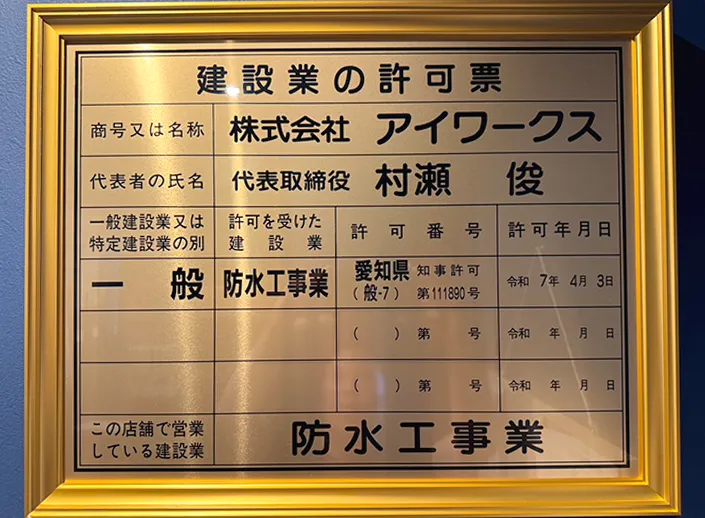 建設業の許可票
商号又は名称 株式会社 アイワークス
代表者の氏名 代表取締役 村瀬 俊
一般建設業又は
特定建設業の別
許可を受けた
建設業
許可番号
許可年月日
一般
防水工事業
愛知県 知事許可
(般-7) 第111890号
令和 7年 4月 3日
( ) 第 号
令和 年 月 日
( ) 第 号
令和 年 月 日
この店舗で営業
している建設業
防水工事業